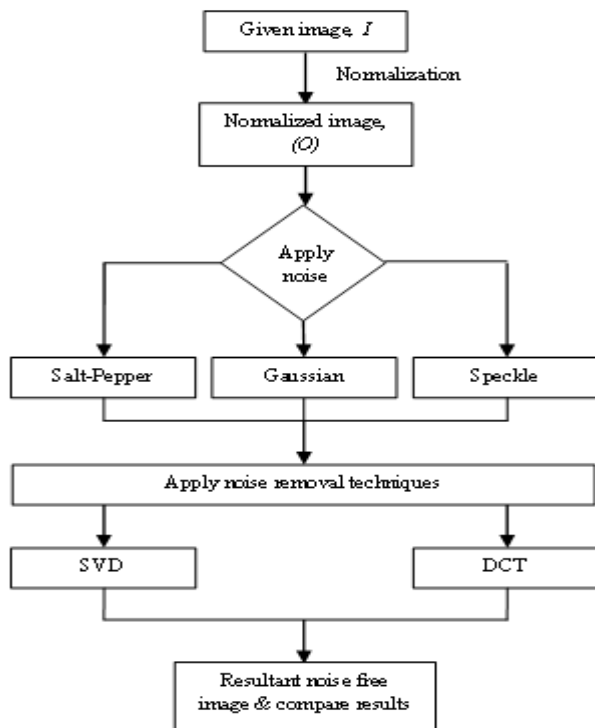 Given image, I
Normalization
Normalized image,
(O)
Apply
noise
Salt-Pepper
Gaussian
Speckle
Apply noise removal techniques
SVD
DCT
Resultant noise free
image & compare results